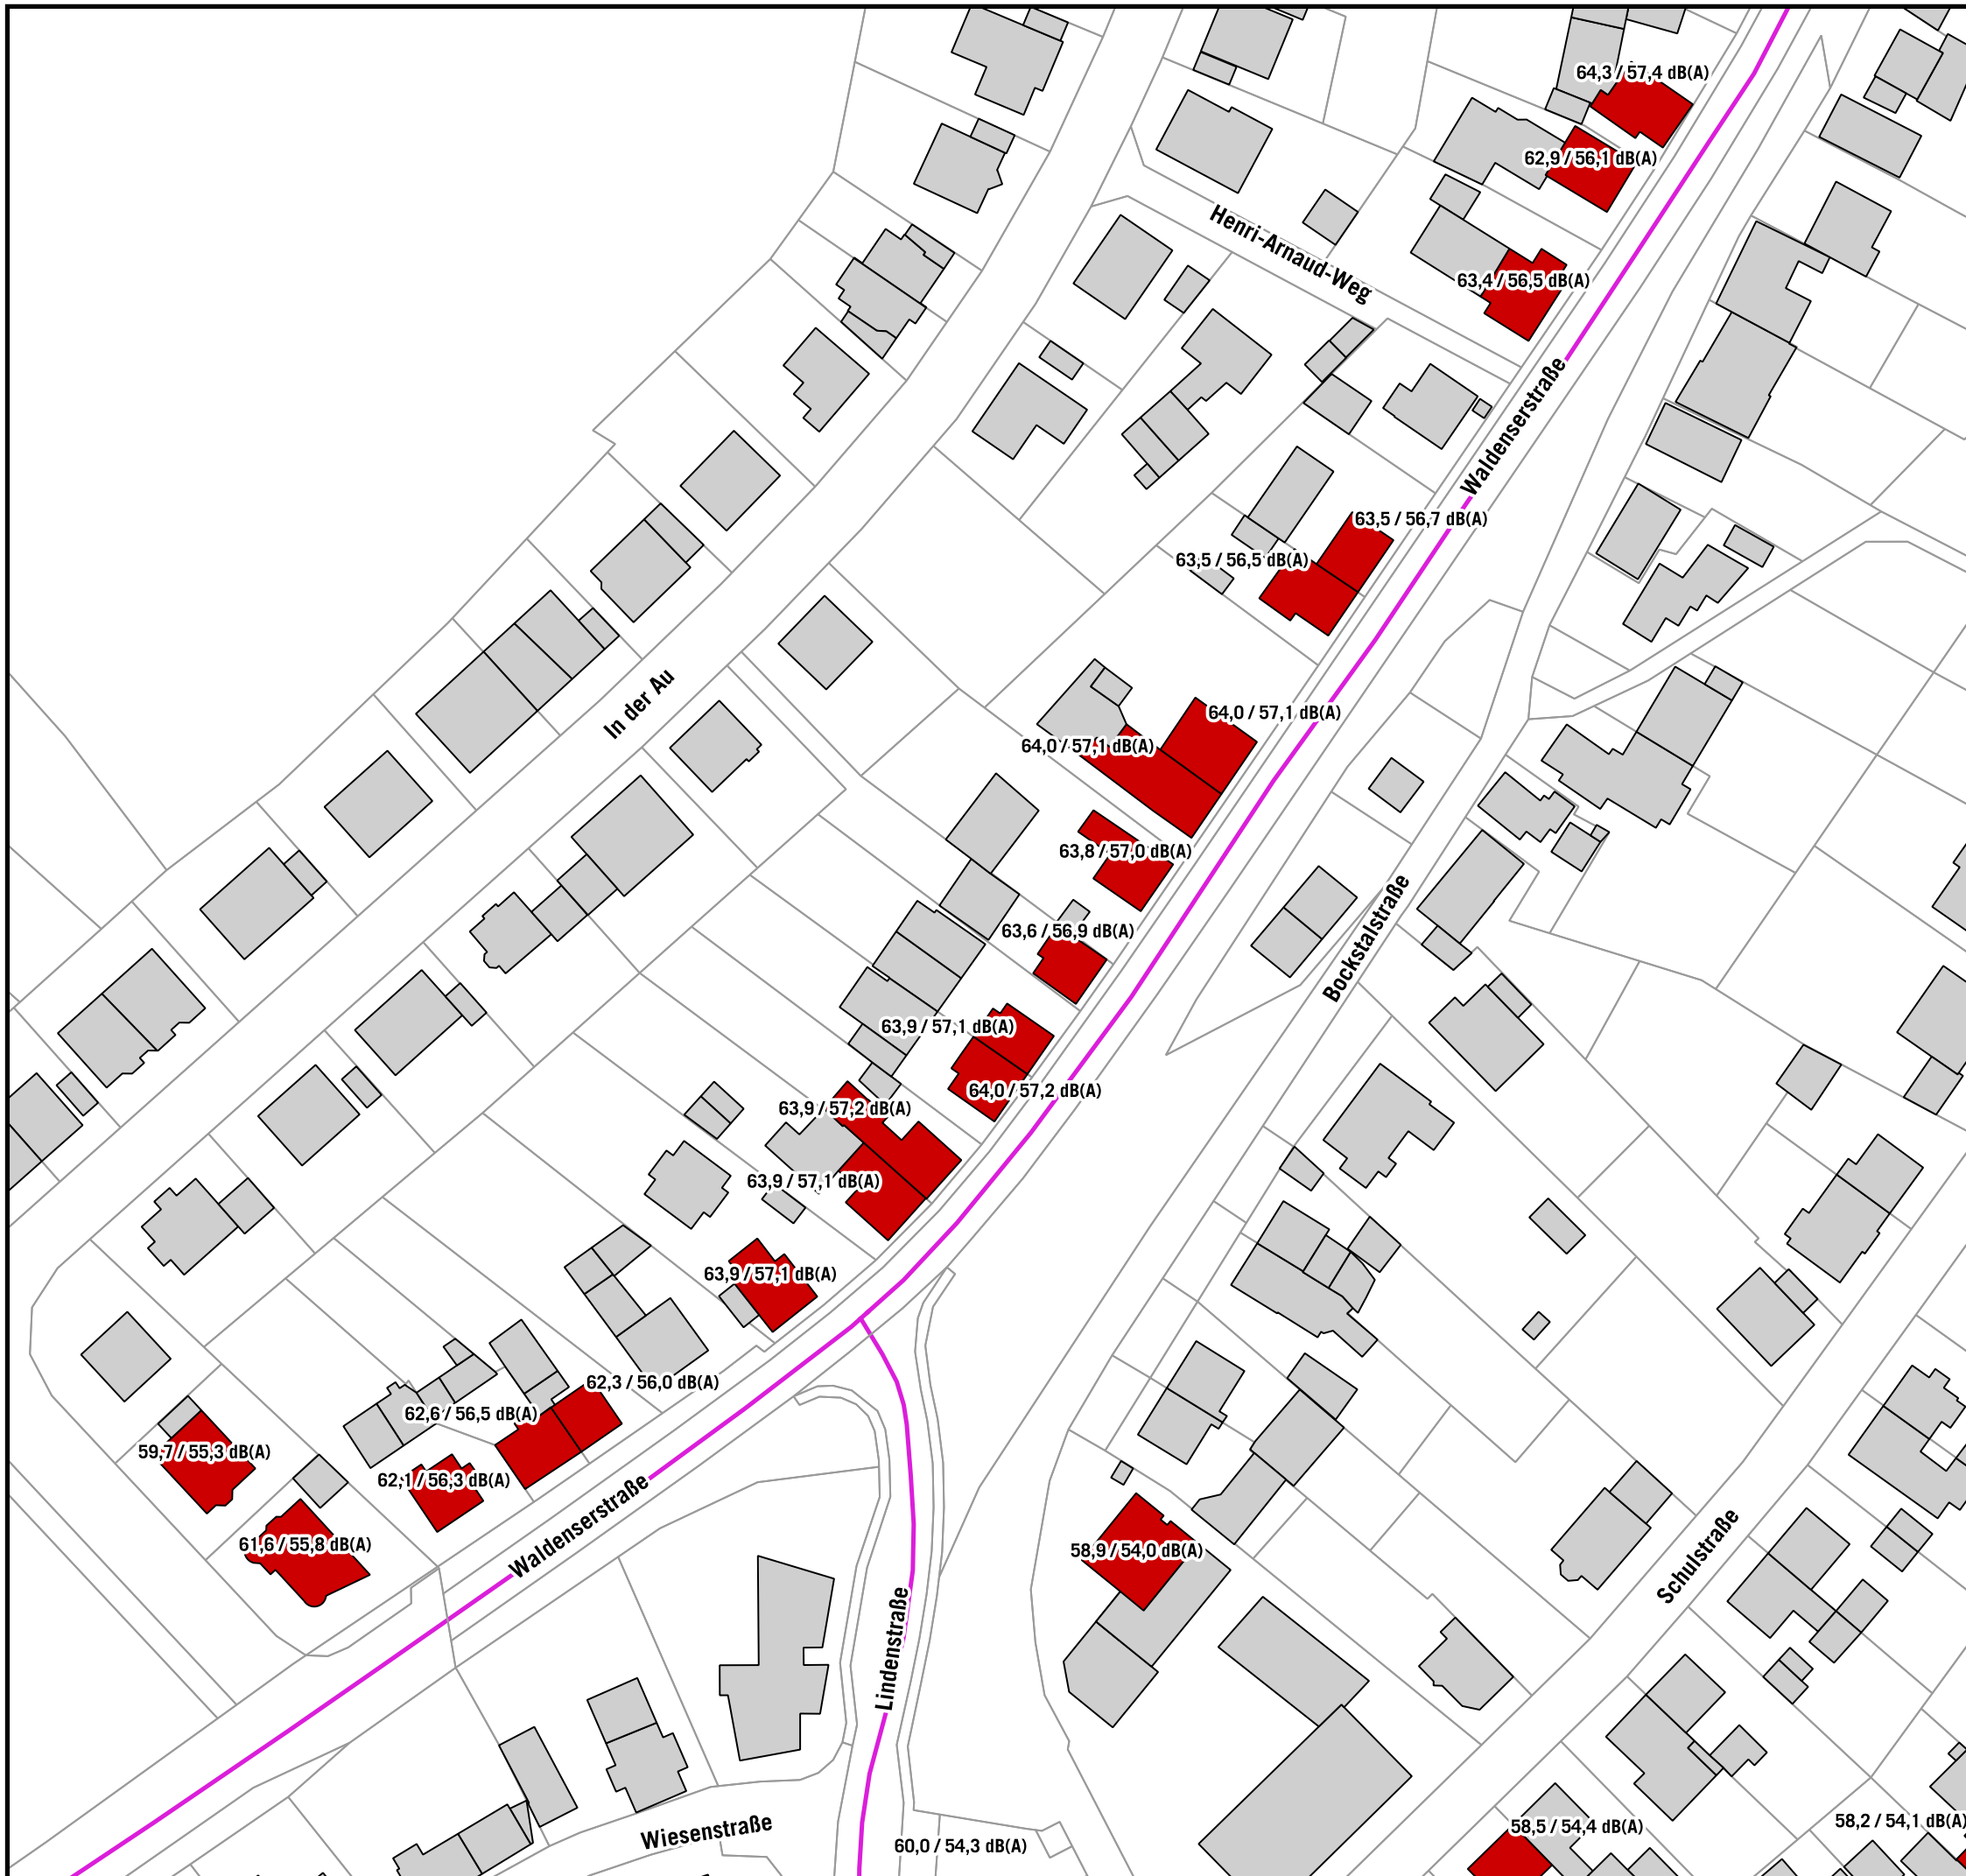 64,3 / 57,4 dB(A)
62,9 / 56,1 dB(A)
Henri-Arnaud-Weg
63,4 / 56,5 dB(A)
Waldenserstraße
63,5 / 56,7 dB(A)
63,5 / 56,5 dB(A)
In der Au
64,0 / 57,1 dB(A)
64,0 / 57,1 dB(A)
63,8 / 57,0 dB(A)
Bockstalstraße
63,6 / 56,9 dB(A)
63,9 / 57,1 dB(A)
64,0 / 57,2 dB(A)
63,9 / 57,2 dB(A)
63,9 / 57,1 dB(A)
63,9 / 57,1 dB(A)
62,3 / 56,0 dB(A)
62,6 / 56,5 dB(A)
59,7 / 55,3 dB(A)
62,1 / 56,3 dB(A)
Waldenserstraße
61,6 / 55,8 dB(A)
58,9 / 54,0 dB(A)
Schulstraße
Lindenstraße
Wiesenstraße
58,5 / 54,4 dB(A)
58,2 / 54,1 dB(A)
60,0 / 54,3 dB(A)